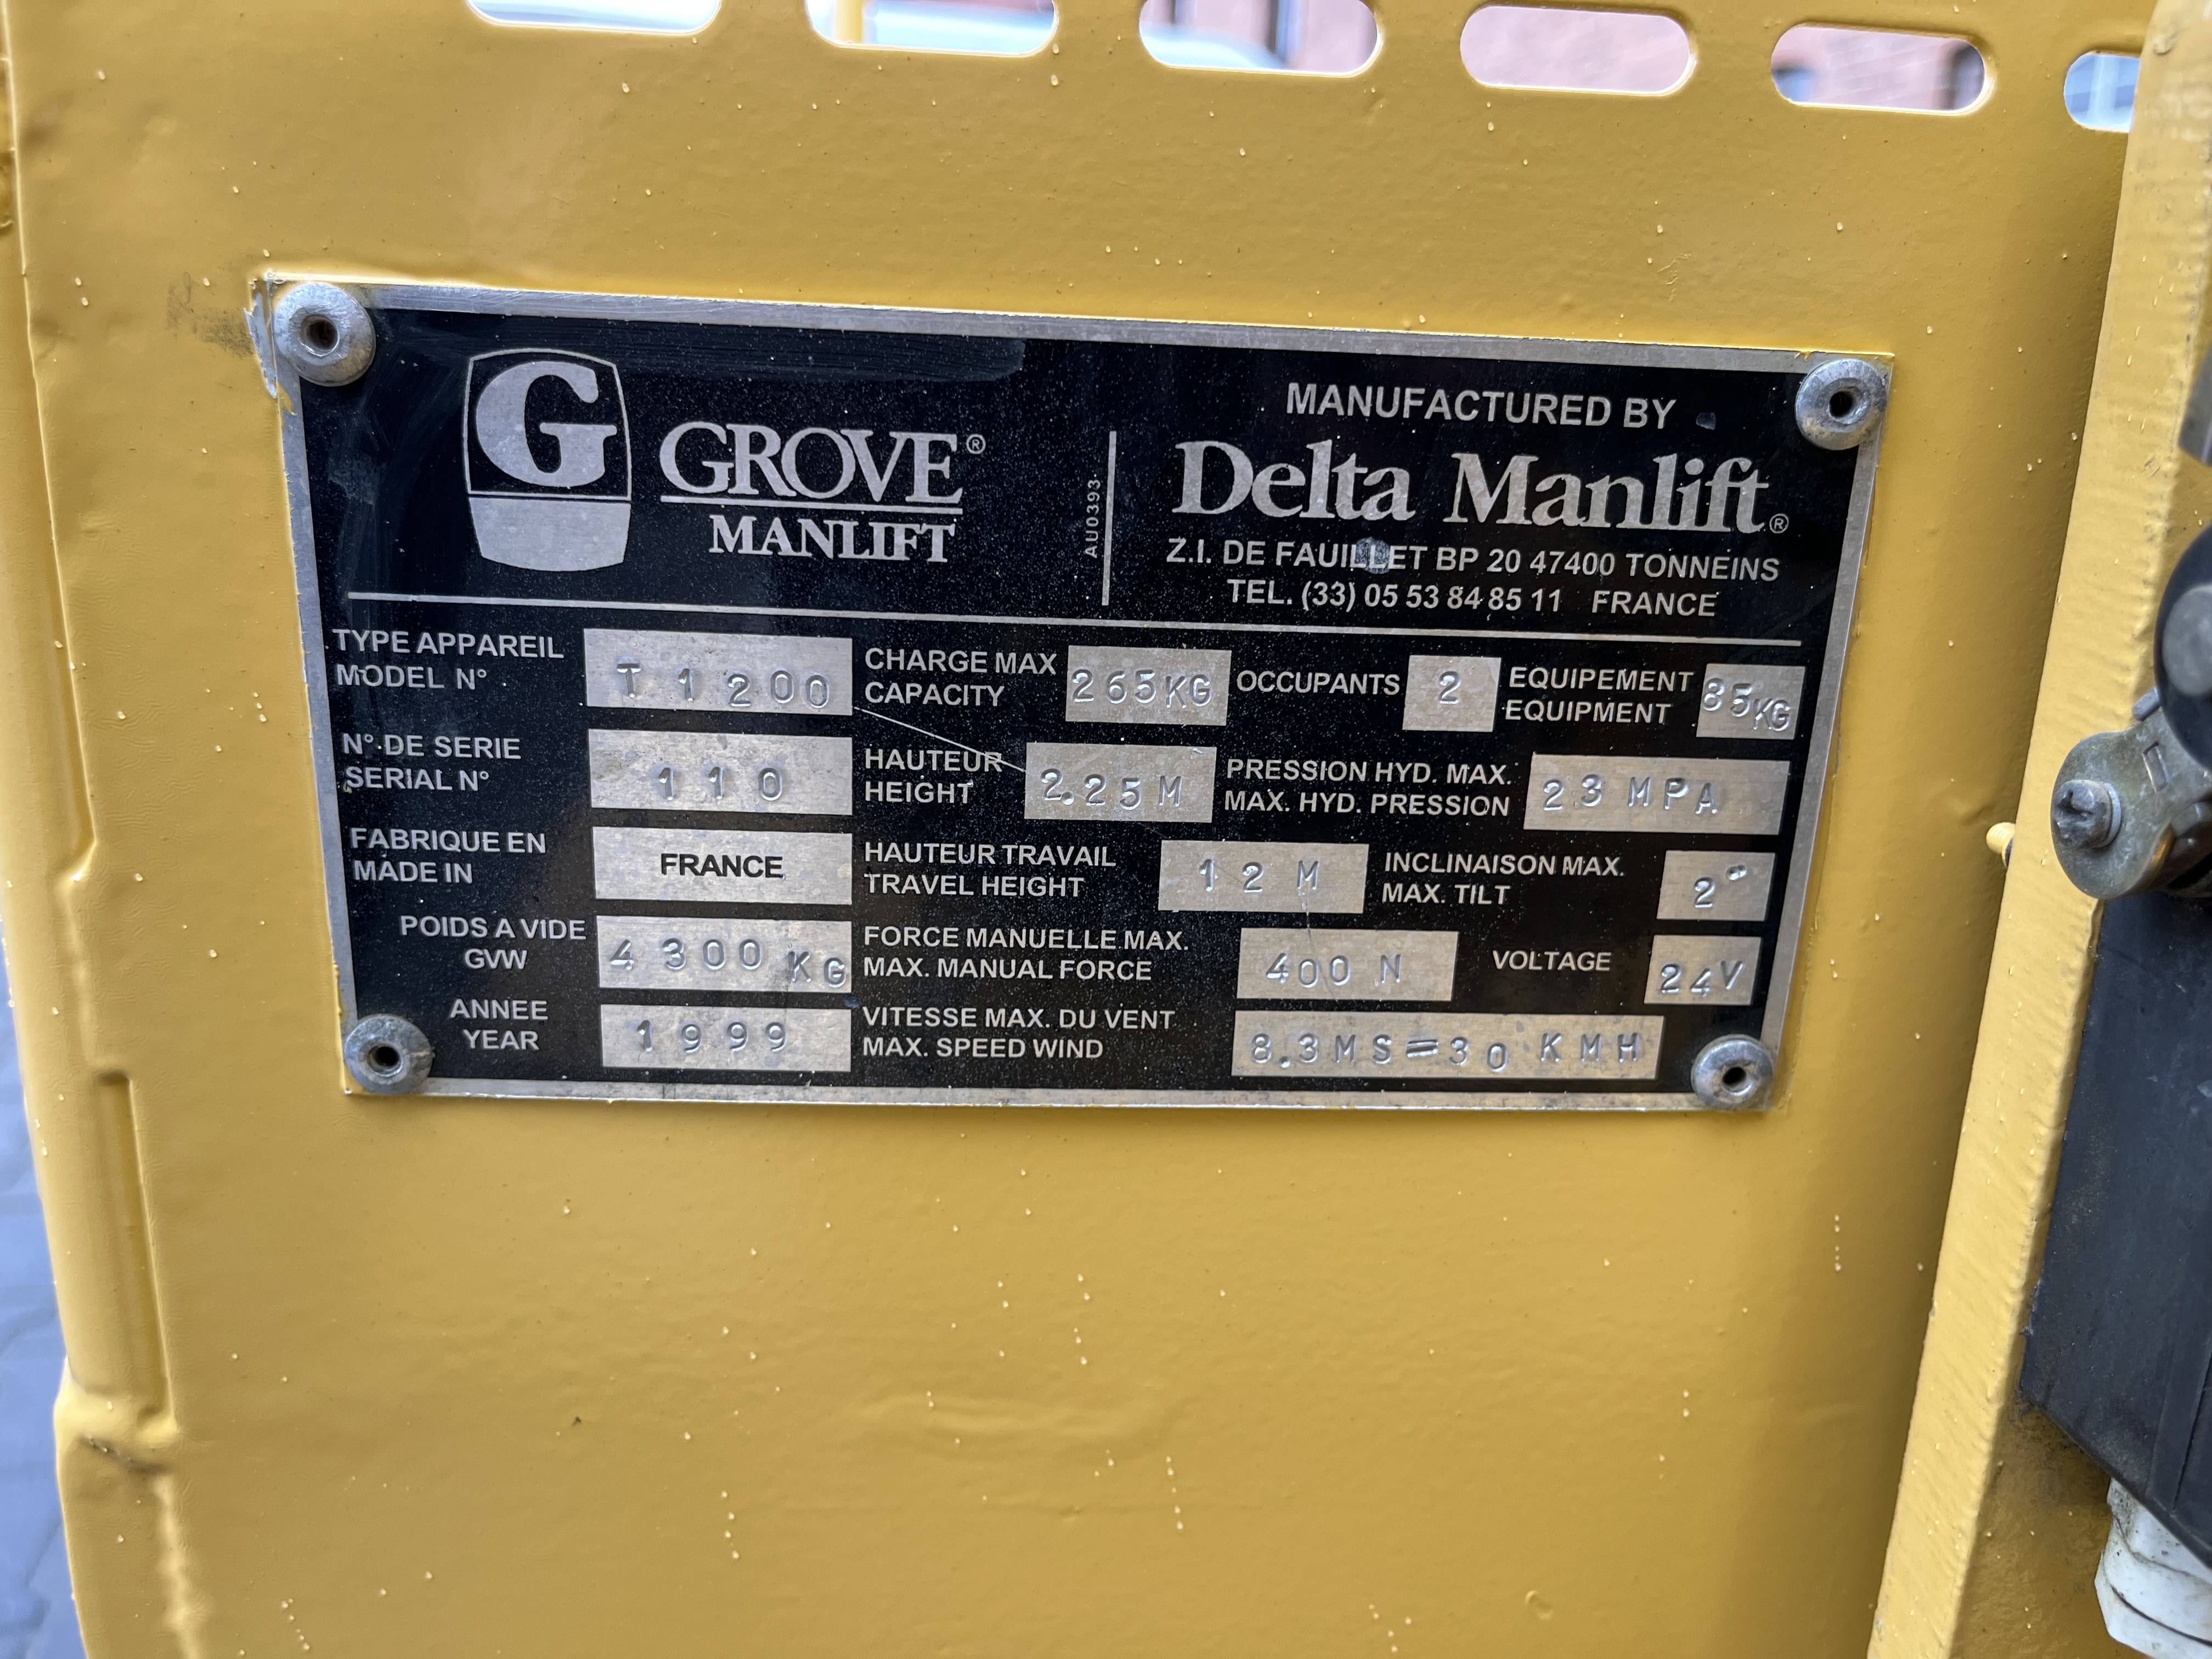 G
GROVE®
MANLIFT
AU0393
MANUFACTURED BY
Delta Manlift®
Z.I. DE FAUILLET BP 20 47400 TONNEINS
TEL. (33) 05 53 84 85 11 FRANCE
TYPE APPAREIL
MODEL N°
T 1200
CHARGE MAX
CAPACITY
265KG
OCCUPANTS
2
EQUIPEMENT
EQUIPMENT
85KG
N° DE SERIE
SERIAL N°
110
HAUTEUR
HEIGHT
2.25 M
PRESSION HYD. MAX.
MAX. HYD. PRESSION
23 MPA
FABRIQUE EN
MADE IN
FRANCE
HAUTEUR TRAVAIL
TRAVEL HEIGHT
12 M
INCLINAISON MAX.
MAX. TILT
2°
POIDS A VIDE
GVW
4300 KG
FORCE MANUELLE MAX.
MAX. MANUAL FORCE
400 N
VOLTAGE
24V
ANNEE
YEAR
1999
VITESSE MAX. DU VENT
MAX. SPEED WIND
8.3MS=30 KMH